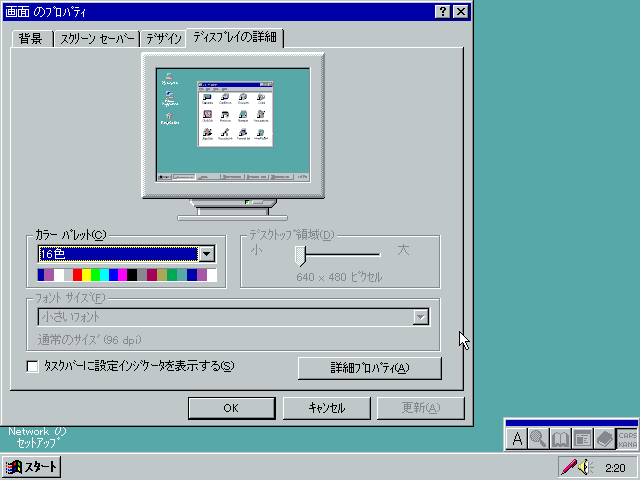 画面 のプロパティ
背景
スクリーン セーバー
デザイン
ディスプレイの詳細
カラー パレット(C)
16色
デスクトップ領域(D)
小
大
640 x 480 ピクセル
フォント サイズ(F)
小さいフォント
通常のサイズ (96 dpi)
タスクバーに設定インジケータを表示する(S)
詳細プロパティ(A)
OK
キャンセル
更新(A)
Network の
セットアップ
A
CAPS
KANA
スタート
2:20